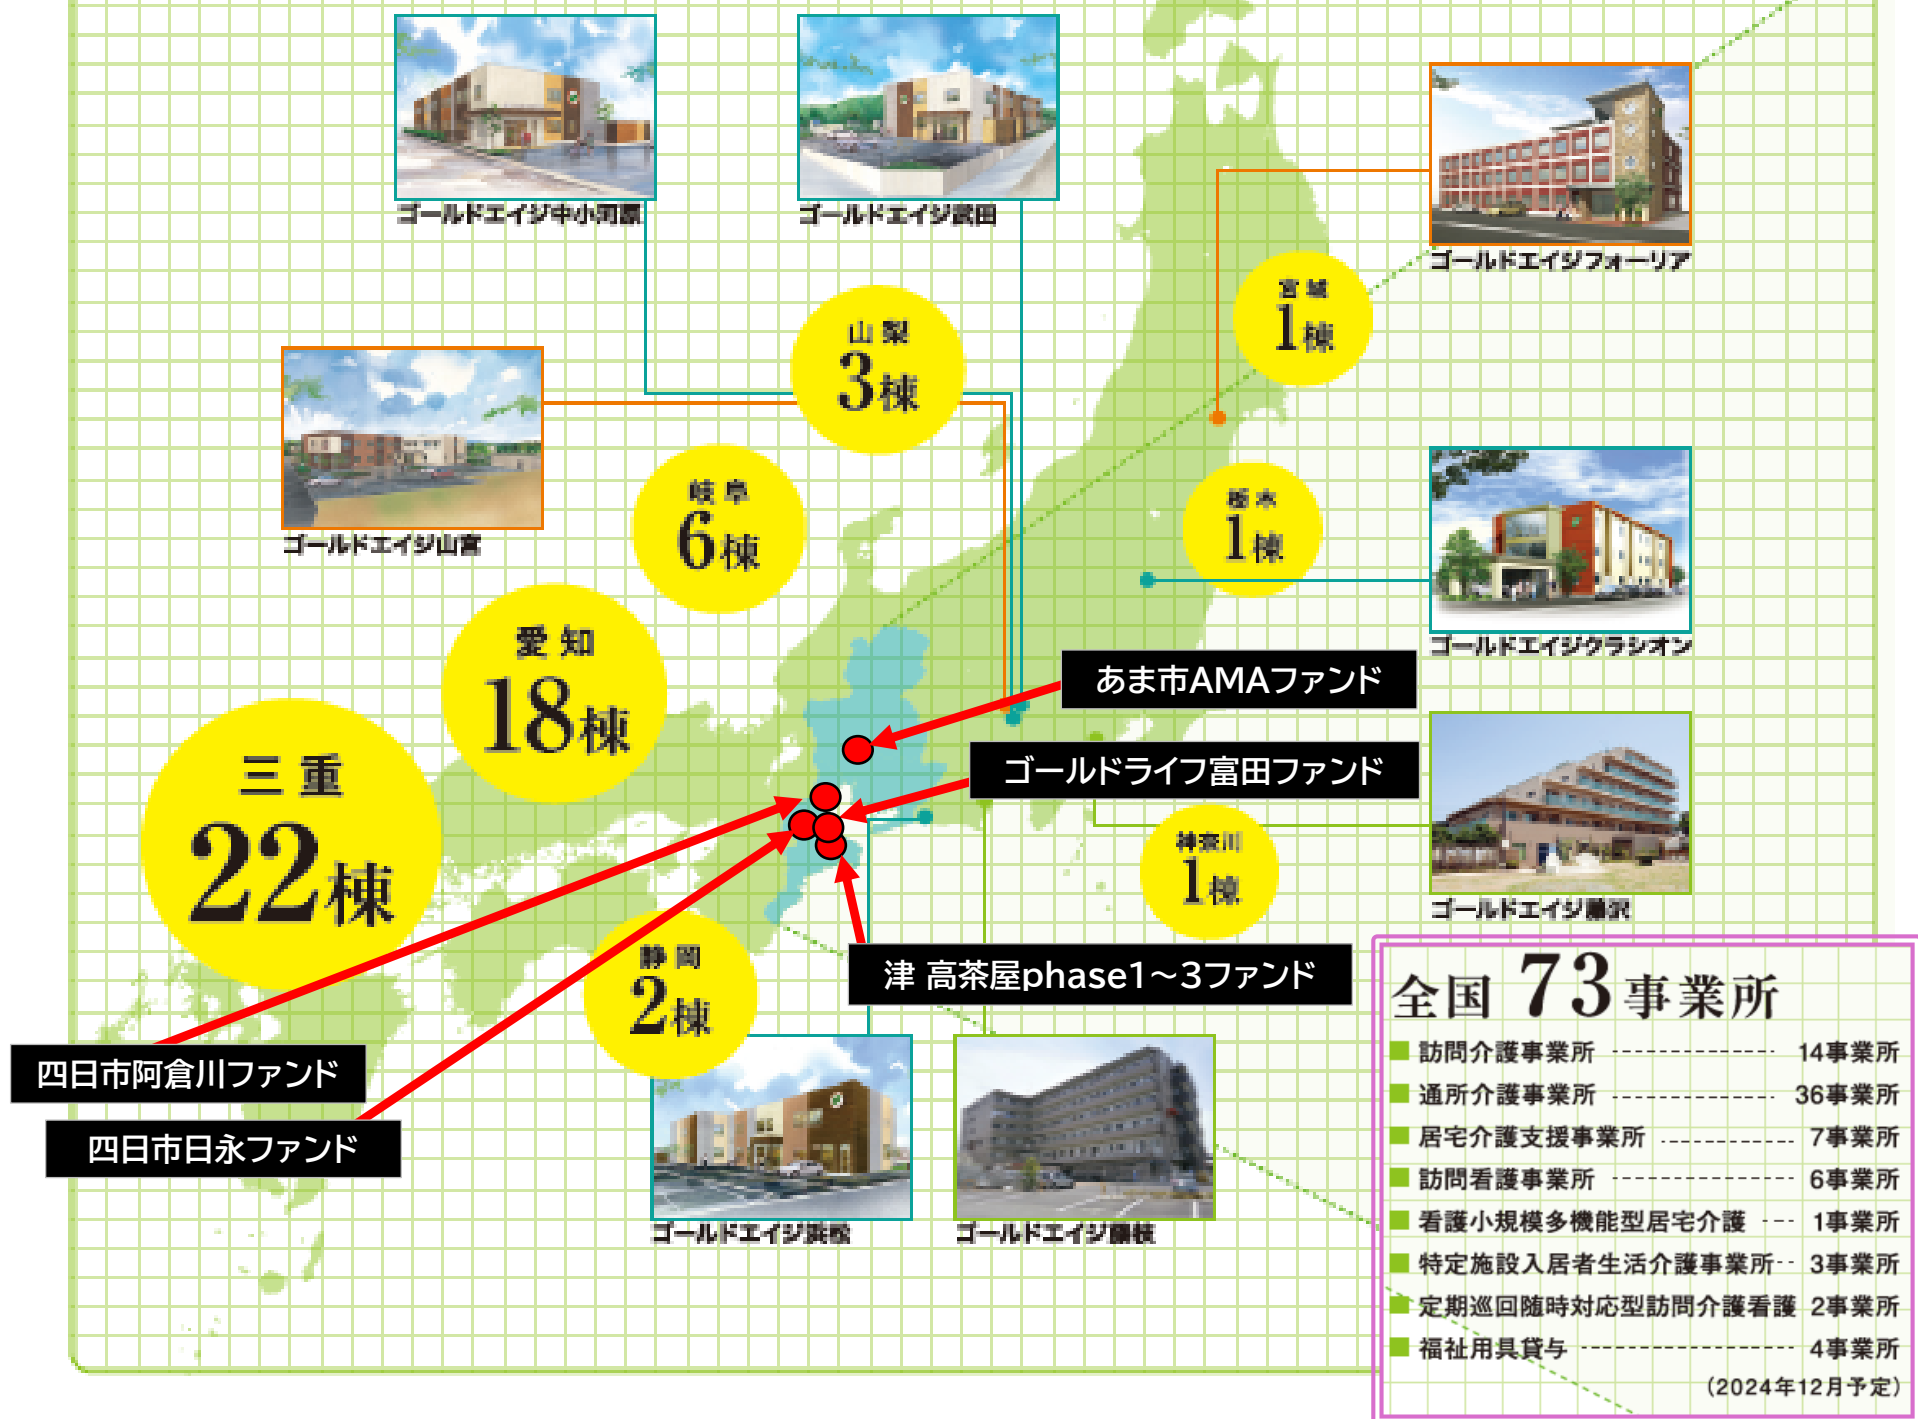 ゴールドエイジ中小河原
ゴールドエイジ武田
ゴールドエイジフォーリア
宮城
1棟
山梨
3棟
ゴールドエイジ山宮
岐阜
6棟
栃木
1棟
ゴールドエイジクラシオン
愛知
18棟
あま市AMAファンド
三重
22棟
ゴールドライフ富田ファンド
神奈川
1棟
ゴールドエイジ藤沢
静岡
2棟
津 高茶屋phase1～3ファンド
四日市阿倉川ファンド
四日市日永ファンド
ゴールドエイジ浜松
ゴールドエイジ藤枝
全国 73事業所
訪問介護事業所 14事業所
通所介護事業所 36事業所
居宅介護支援事業所 7事業所
訪問看護事業所 6事業所
看護小規模多機能型居宅介護 1事業所
特定施設入居者生活介護事業所 3事業所
定期巡回随時対応型訪問介護看護 2事業所
福祉用具貸与 4事業所
(2024年12月予定)